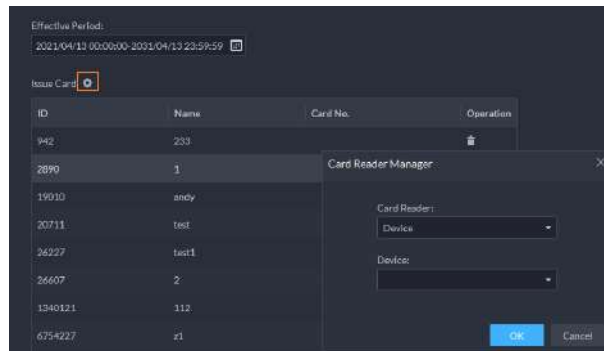 Effective Period:
2021/04/13 00:00:00-2031/04/13 23:59:59
Issue Card
ID Name Card No. Operation
942 233
2890 1
19010 andy
20711 test
26227 test1
26607 2
1340121 112
6754227 z1
Card Reader Manager
Card Reader:
Device
Device:
OK Cancel